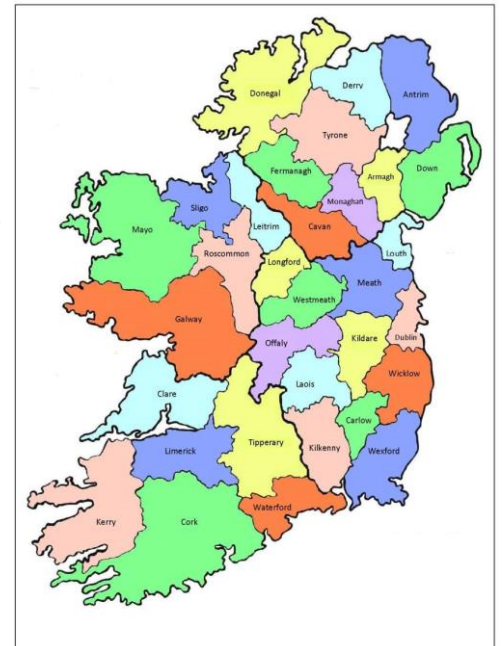 Donegal
Derry
Antrim
Tyrone
Fermanagh
Armagh
Down
Monaghan
Sligo
Leitrim
Cavan
Mayo
Roscommon
Louth
Longford
Meath
Westmeath
Galway
Dublin
Offaly
Kildare
Wicklow
Laois
Clare
Carlow
Tipperary
Kilkenny
Wexford
Limerick
Waterford
Kerry
Cork